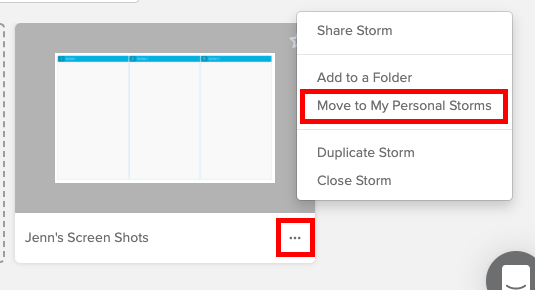 Share Storm
Add to a Folder
Move to My Personal Storms
Duplicate Storm
Close Storm
Jenn's Screen Shots